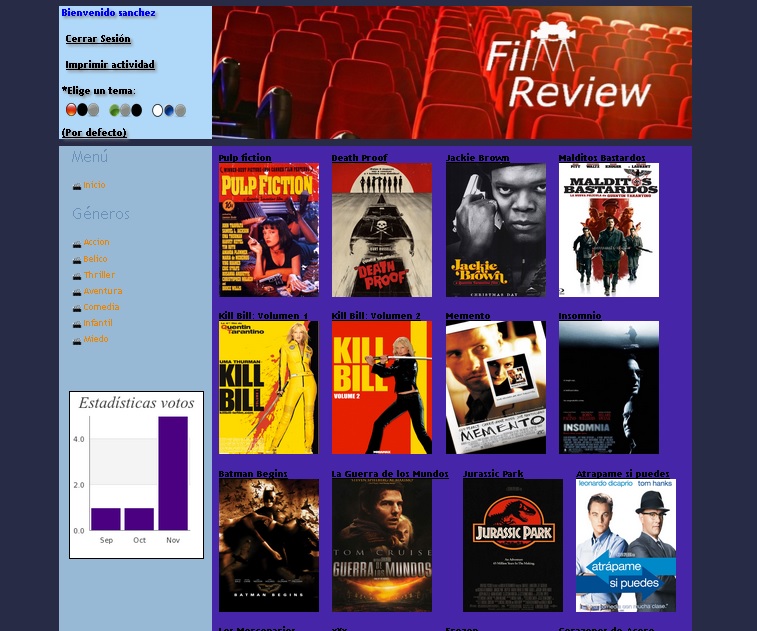 Bienvenido sanchez
Cerrar Sesión
Imprimir actividad
*Elige un tema:
(Por defecto)
FilM
Review
Menú
Inicio
Géneros
Accion
Belico
Thriller
Aventura
Comedia
Infantil
Miedo
Estadísticas votos
4.0
2.0
0.0
Sep Oct Nov
Pulp fiction Death Proof Jackie Brown Malditos Bastardos
PULP FICTION
DEATH PROOF
Jackie Brown
CHRISTMAS DAY
MALDITOS
BASTARDOS
Kill Bill: Volumen 1 Kill Bill: Volumen 2 Memento Insomnio
Quentin
Tarantino
UMA THURMAN
KILL
BILL
KILL
BILL
VOLUME 2
MEMENTO
INSOMNIA
Batman Begins La Guerra de los Mundos Jurassic Park Atrapame si puedes
BATMAN BEGINS
TOM CRUISE
GUERRA DE LOS MUNDOS
JURASSIC PARK
leonardo dicaprio tom hanks
atrápame
si puedes
Los Mercenarios xXx Frozen Corazones de Acero